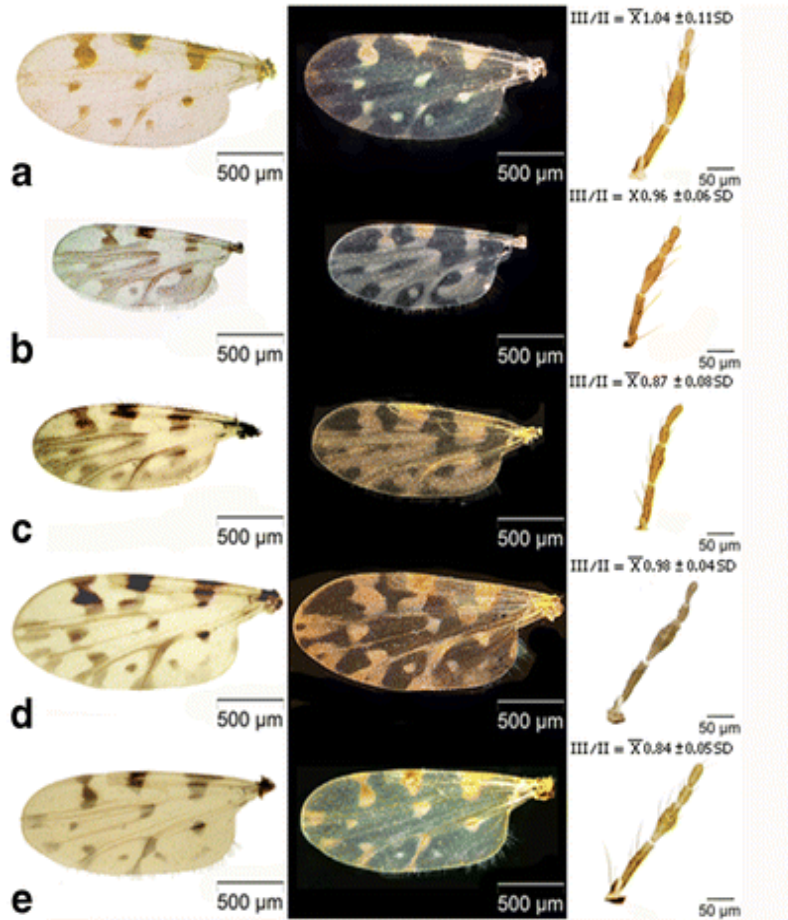 III/II = X̅ 1.04 ±0.11SD
a
500 µm
500 µm
50 µm
III/II = X̅ 0.96 ±0.06SD
b
500 µm
500 µm
50 µm
III/II = X̅ 0.87 ±0.08SD
c
500 µm
500 µm
50 µm
III/II = X̅ 0.98 ±0.04SD
d
500 µm
500 µm
50 µm
III/II = X̅ 0.84 ±0.05SD
e
500 µm
500 µm
50 µm